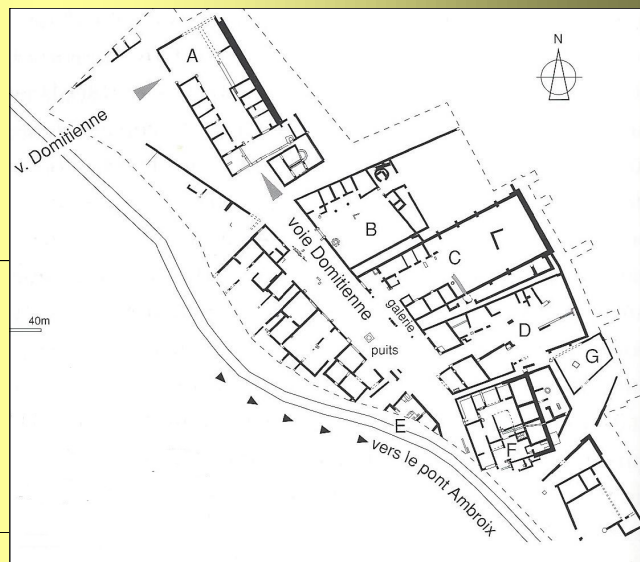 A
N
v. Domitienne
B
voie Domitienne
C
galerie
40m
D
puits
G
E
F
vers le pont Ambroix